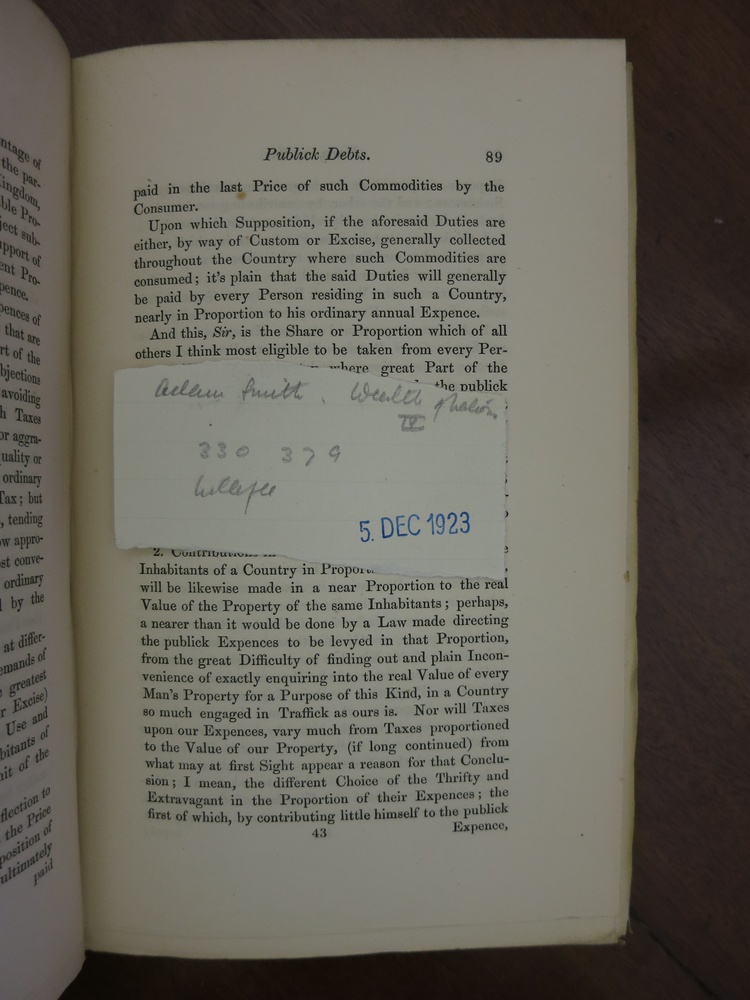 ntage of
the par-
ingdom,
ble Pro-
ject sub-
upport of
ent Pro-
pence.
pences of
that are
rt of the
bjections
avoiding
h Taxes
or aggra-
uality or
ordinary
Tax; but
, tending
ow appro-
st conve-
ordinary
l by the
at differ-
emands of
e greatest
r Excise)
Use and
bitants of
nit of the
flection to
the Price
position of
ultimately
paid
Publick Debts. 89
paid in the last Price of such Commodities by the
Consumer.
Upon which Supposition, if the aforesaid Duties are
either, by way of Custom or Excise, generally collected
throughout the Country where such Commodities are
consumed; it's plain that the said Duties will generally
be paid by every Person residing in such a Country,
nearly in Proportion to his ordinary annual Expence.
And this, Sir, is the Share or Proportion which of all
others I think most eligible to be taken from every Per-
where great Part of the
the publick
Adam Smith. Wealth of Nations
IV
330 379
5. DEC 1923
2. Contributions in
Inhabitants of a Country in Propor
will be likewise made in a near Proportion to the real
Value of the Property of the same Inhabitants; perhaps,
a nearer than it would be done by a Law made directing
the publick Expences to be levyed in that Proportion,
from the great Difficulty of finding out and plain Incon-
venience of exactly enquiring into the real Value of every
Man's Property for a Purpose of this Kind, in a Country
so much engaged in Traffick as ours is. Nor will Taxes
upon our Expences, vary much from Taxes proportioned
to the Value of our Property, (if long continued) from
what may at first Sight appear a reason for that Conclu-
sion; I mean, the different Choice of the Thrifty and
Extravagant in the Proportion of their Expences; the
first of which, by contributing little himself to the publick
43 Expence,